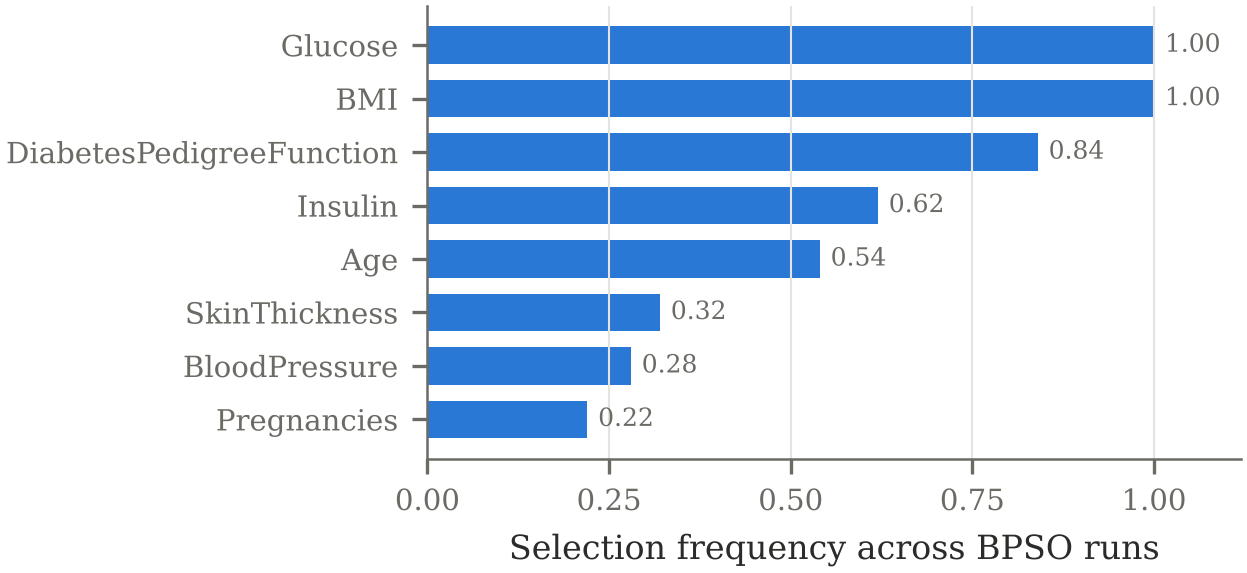 Glucose 1.00
BMI 1.00
DiabetesPedigreeFunction 0.84
Insulin 0.62
Age 0.54
SkinThickness 0.32
BloodPressure 0.28
Pregnancies 0.22
0.00 0.25 0.50 0.75 1.00
Selection frequency across BPSO runs